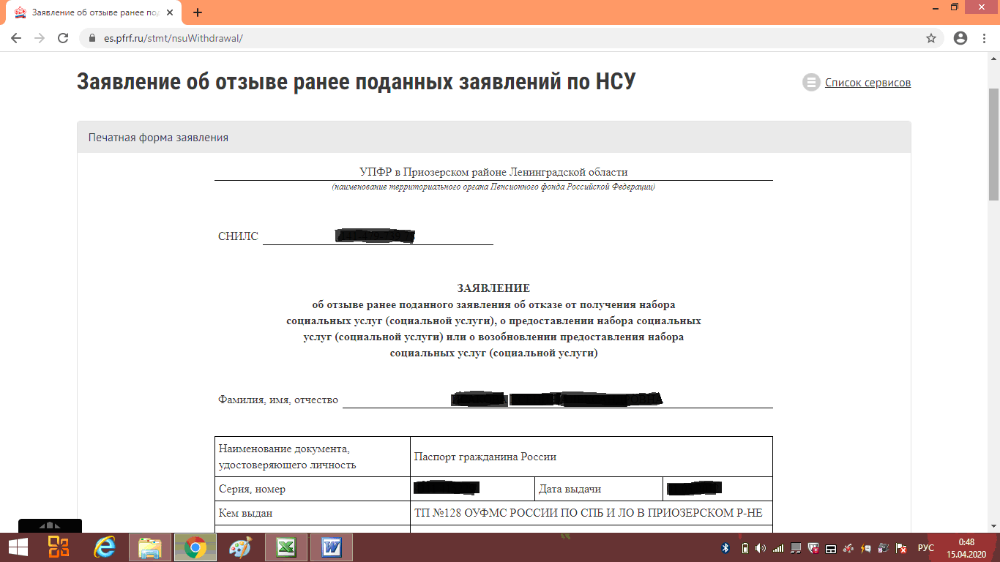 Заявление об отзыве ранее под
es.pfrf.ru/stmt/nsuWithdrawal/
Заявление об отзыве ранее поданных заявлений по НСУ
Список сервисов
Печатная форма заявления
УПФР в Приозерском районе Ленинградской области
(наименование территориального органа Пенсионного фонда Российской Федерации)
СНИЛС
ЗАЯВЛЕНИЕ
об отзыве ранее поданного заявления об отказе от получения набора
социальных услуг (социальной услуги), о предоставлении набора социальных
услуг (социальной услуги) или о возобновлении предоставления набора
социальных услуг (социальной услуги)
Фамилия, имя, отчество
Наименование документа,
удостоверяющего личность
Паспорт гражданина России
Серия, номер
Дата выдачи
Кем выдан
ТП №128 ОУФМС РОССИИ ПО СПБ И ЛО В ПРИОЗЕРСКОМ Р-НЕ
РУС
0:48
15.04.2020